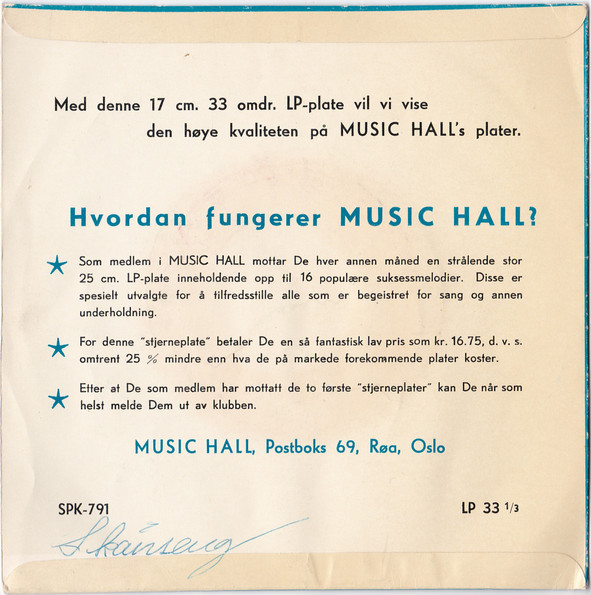 Med denne 17 cm. 33 omdr. LP-plate vil vi vise
den høye kvaliteten på MUSIC HALL's plater.
Hvordan fungerer MUSIC HALL?
Som medlem i MUSIC HALL mottar De hver annen måned en strålende stor
25 cm. LP-plate inneholdende opp til 16 populære suksessmelodier. Disse er
spesielt utvalgte for å tilfredsstille alle som er begeistret for sang og annen
underholdning.
For denne "stjerneplate" betaler De en så fantastisk lav pris som kr. 16.75, d. v. s.
omtrent 25 % mindre enn hva de på markede forekommende plater koster.
Etter at De som medlem har mottatt de to første "stjerneplater" kan De når som
helst melde Dem ut av klubben.
MUSIC HALL, Postboks 69, Røa, Oslo
SPK-791
LP 33 1/3